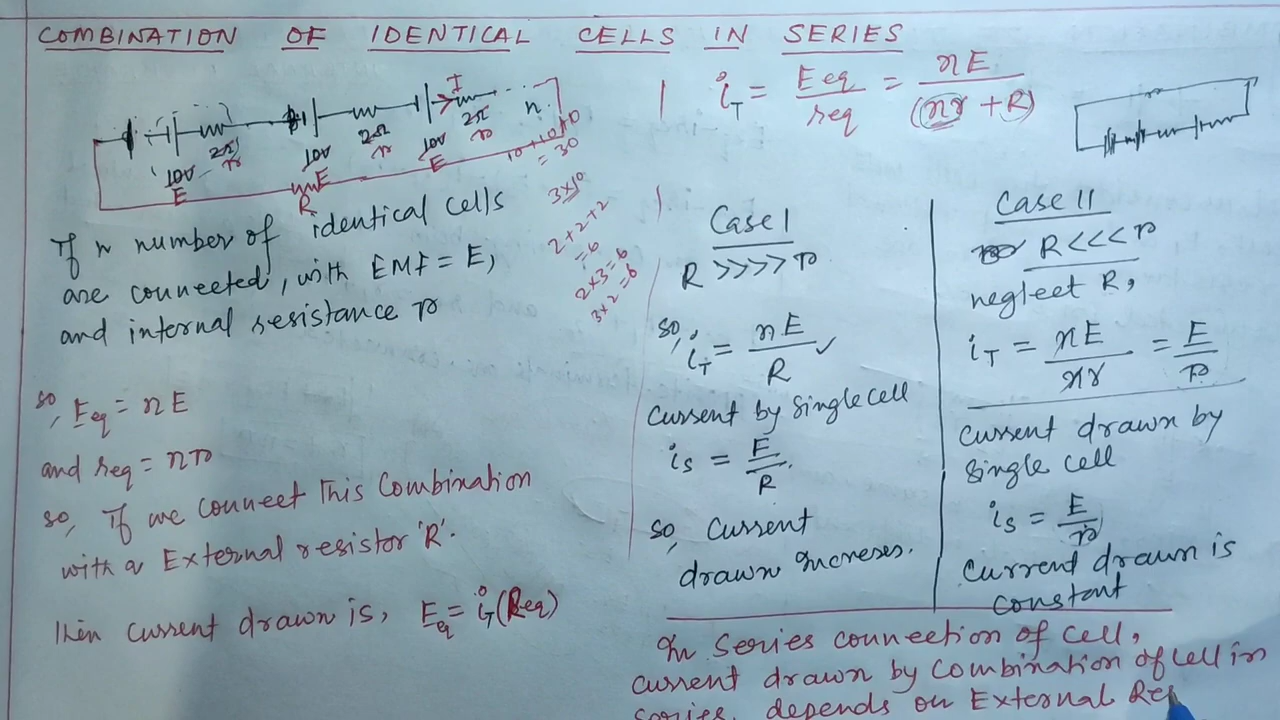 COMBINATION OF IDENTICAL CELLS IN SERIES
I
n.
2Ω 2Ω 2Ω
r r r
10V 10V 10V
E E E
R
10+10+10
= 30
3×10
2+2+2
= 6
2×3=6
3×2=6
If n number of identical cells
are connected, with EMF = E,
and internal resistance r
so, Eeq = nE
and req = nr
so, If we connect This Combination
with a External resistor 'R'.
Then current drawn is, Eeq = iT(Req)
iT = Eeq/req = nE/(nr + R)
Case I
R >>>> r
so, iT = nE/R ✓
current by single cell
is = E/R.
so, current
drawn increses.
Case II
R <<< r
neglect R,
iT = nE/nr = E/r
current drawn by
single cell
is = E/r
current drawn is
constant
In series connection of cell,
current drawn by combination of cell in
series, depends on External Res